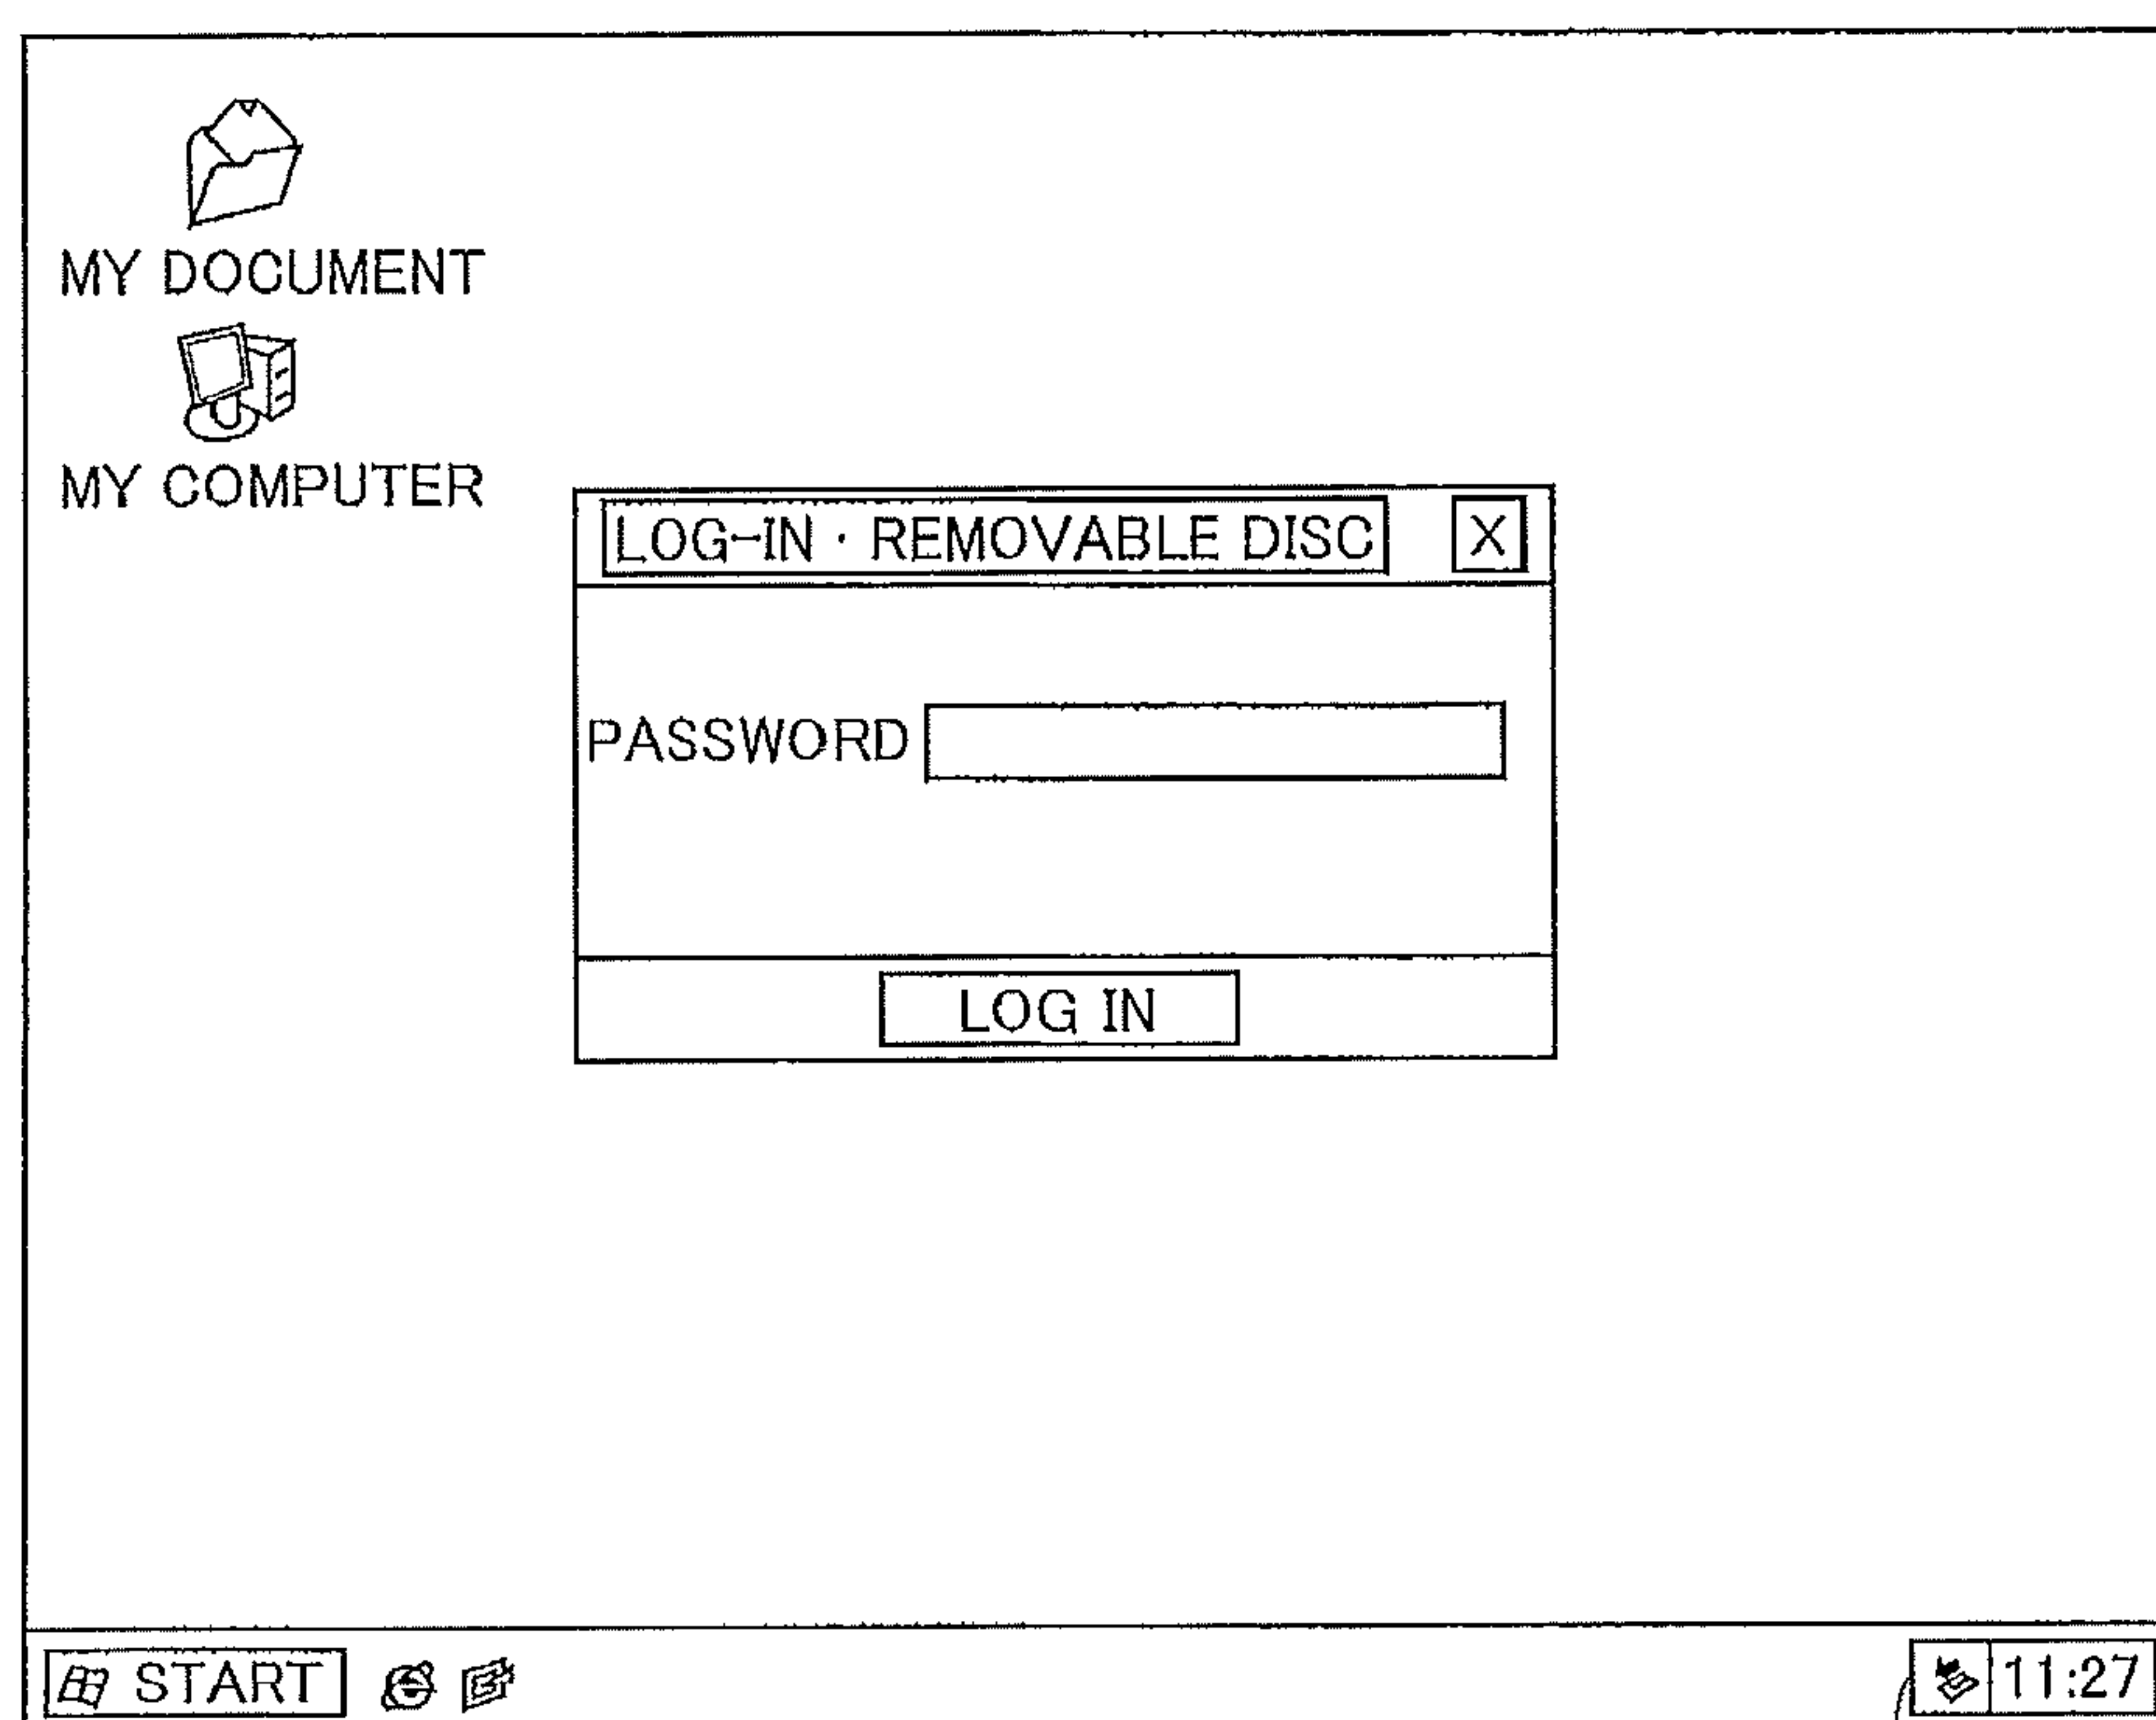 MY DOCUMENT
MY COMPUTER
LOG-IN · REMOVABLE DISC X
PASSWORD
LOG IN
START 11:27